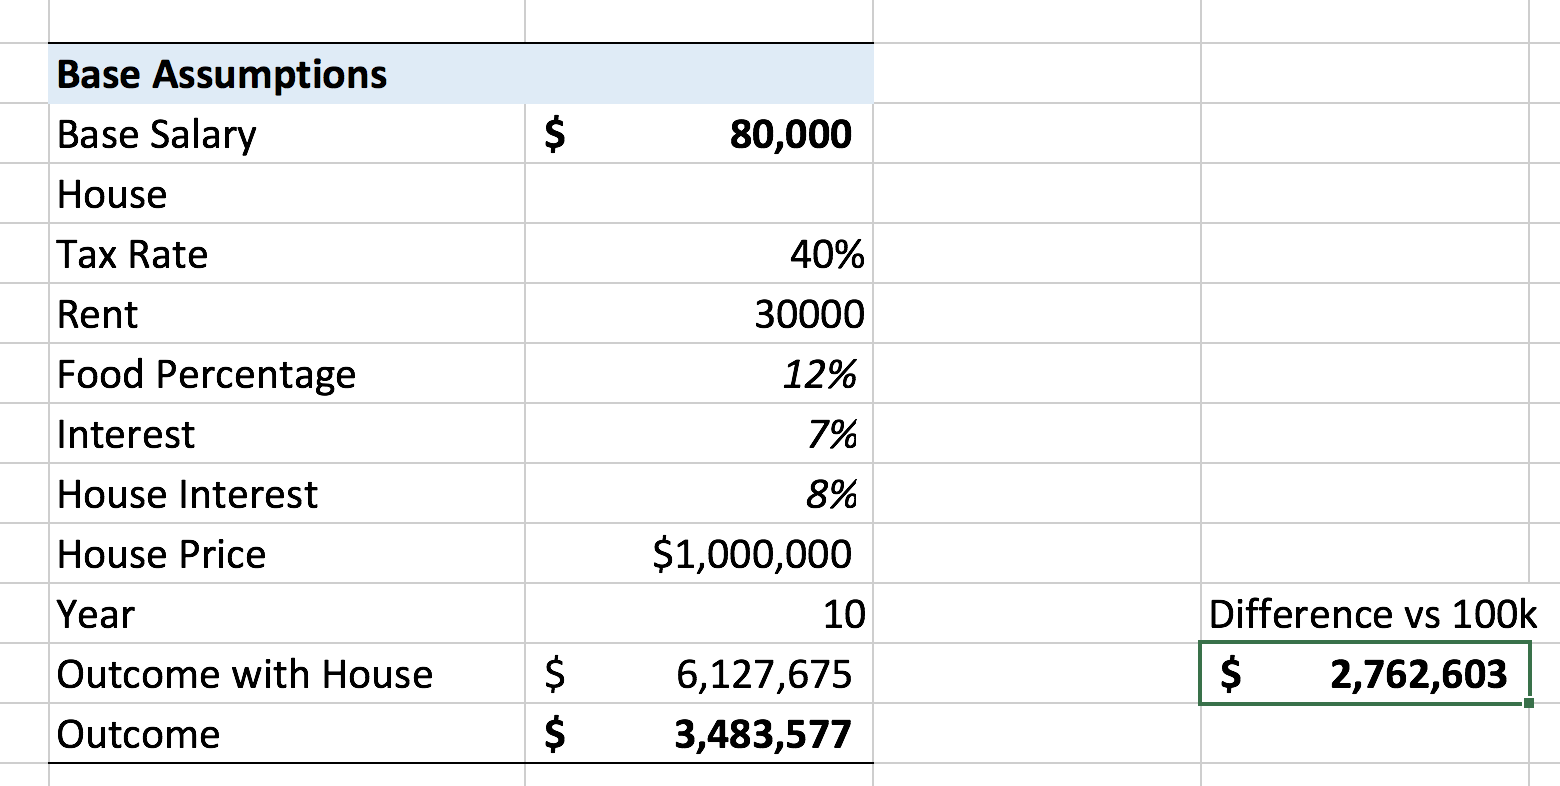 Base Assumptions
Base Salary $ 80,000
House
Tax Rate 40%
Rent 30000
Food Percentage 12%
Interest 7%
House Interest 8%
House Price $1,000,000
Year 10 Difference vs 100k
Outcome with House $ 6,127,675 $ 2,762,603
Outcome $ 3,483,577